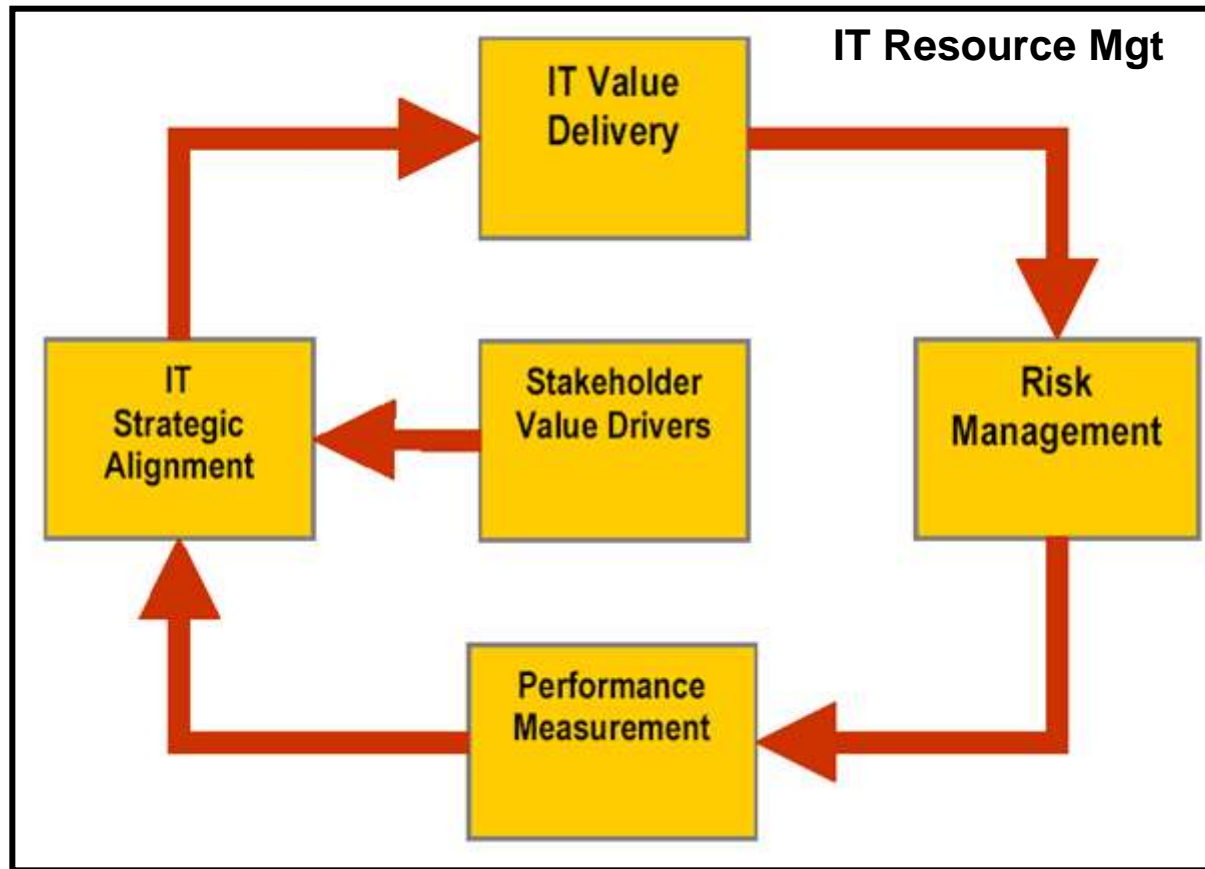 IT Resource Mgt
IT Value
Delivery
IT
Strategic
Alignment
Stakeholder
Value Drivers
Risk
Management
Performance
Measurement